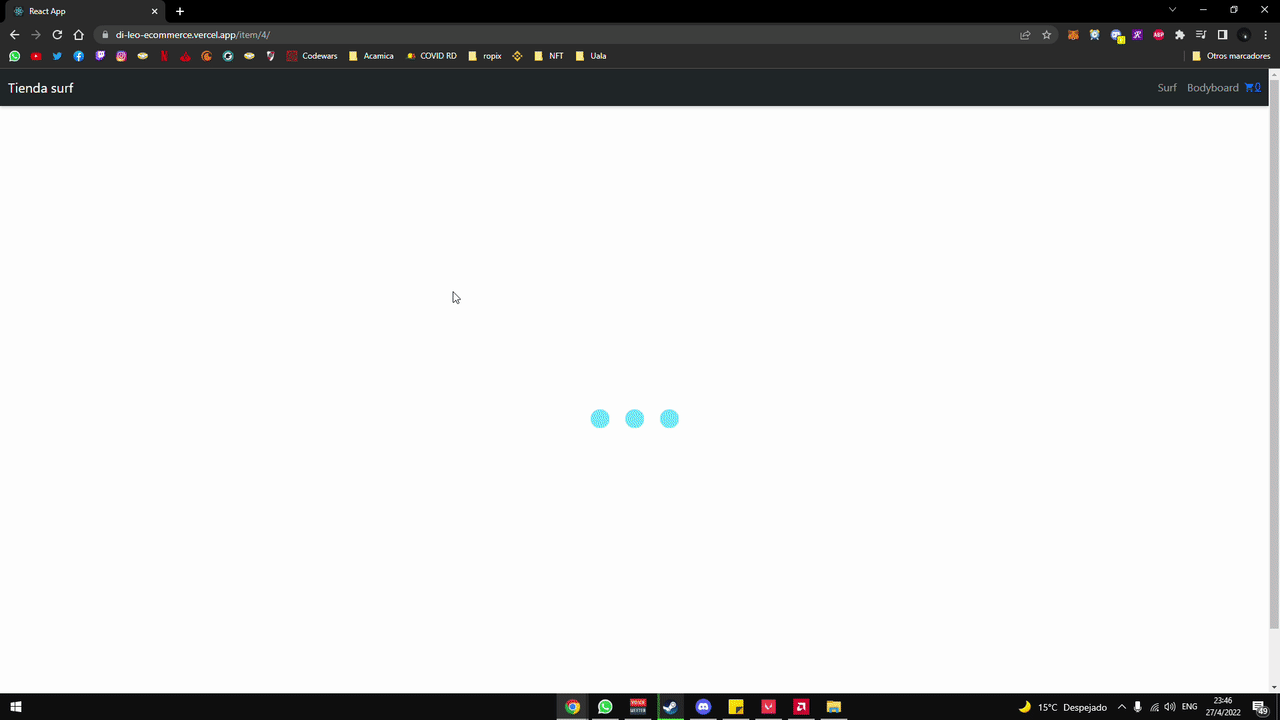 React App
di-leo-ecommerce.vercel.app/item/4/
Codewars Acamica COVID RD ropix NFT Uala Otros marcadores
Tienda surf Surf Bodyboard 0
15°C Despejado ENG 23:46
27/4/2022